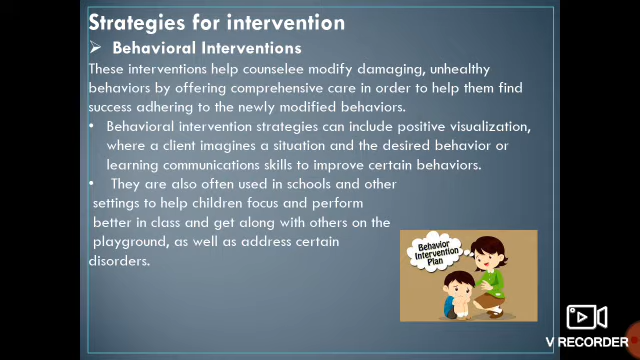 Strategies for intervention
➢ Behavioral Interventions
These interventions help counselee modify damaging, unhealthy
behaviors by offering comprehensive care in order to help them find
success adhering to the newly modified behaviors.
• Behavioral intervention strategies can include positive visualization,
where a client imagines a situation and the desired behavior or
learning communications skills to improve certain behaviors.
• They are also often used in schools and other
settings to help children focus and perform
better in class and get along with others on the
playground, as well as address certain
disorders.
Behavior
Intervention
Plan
V RECORDER